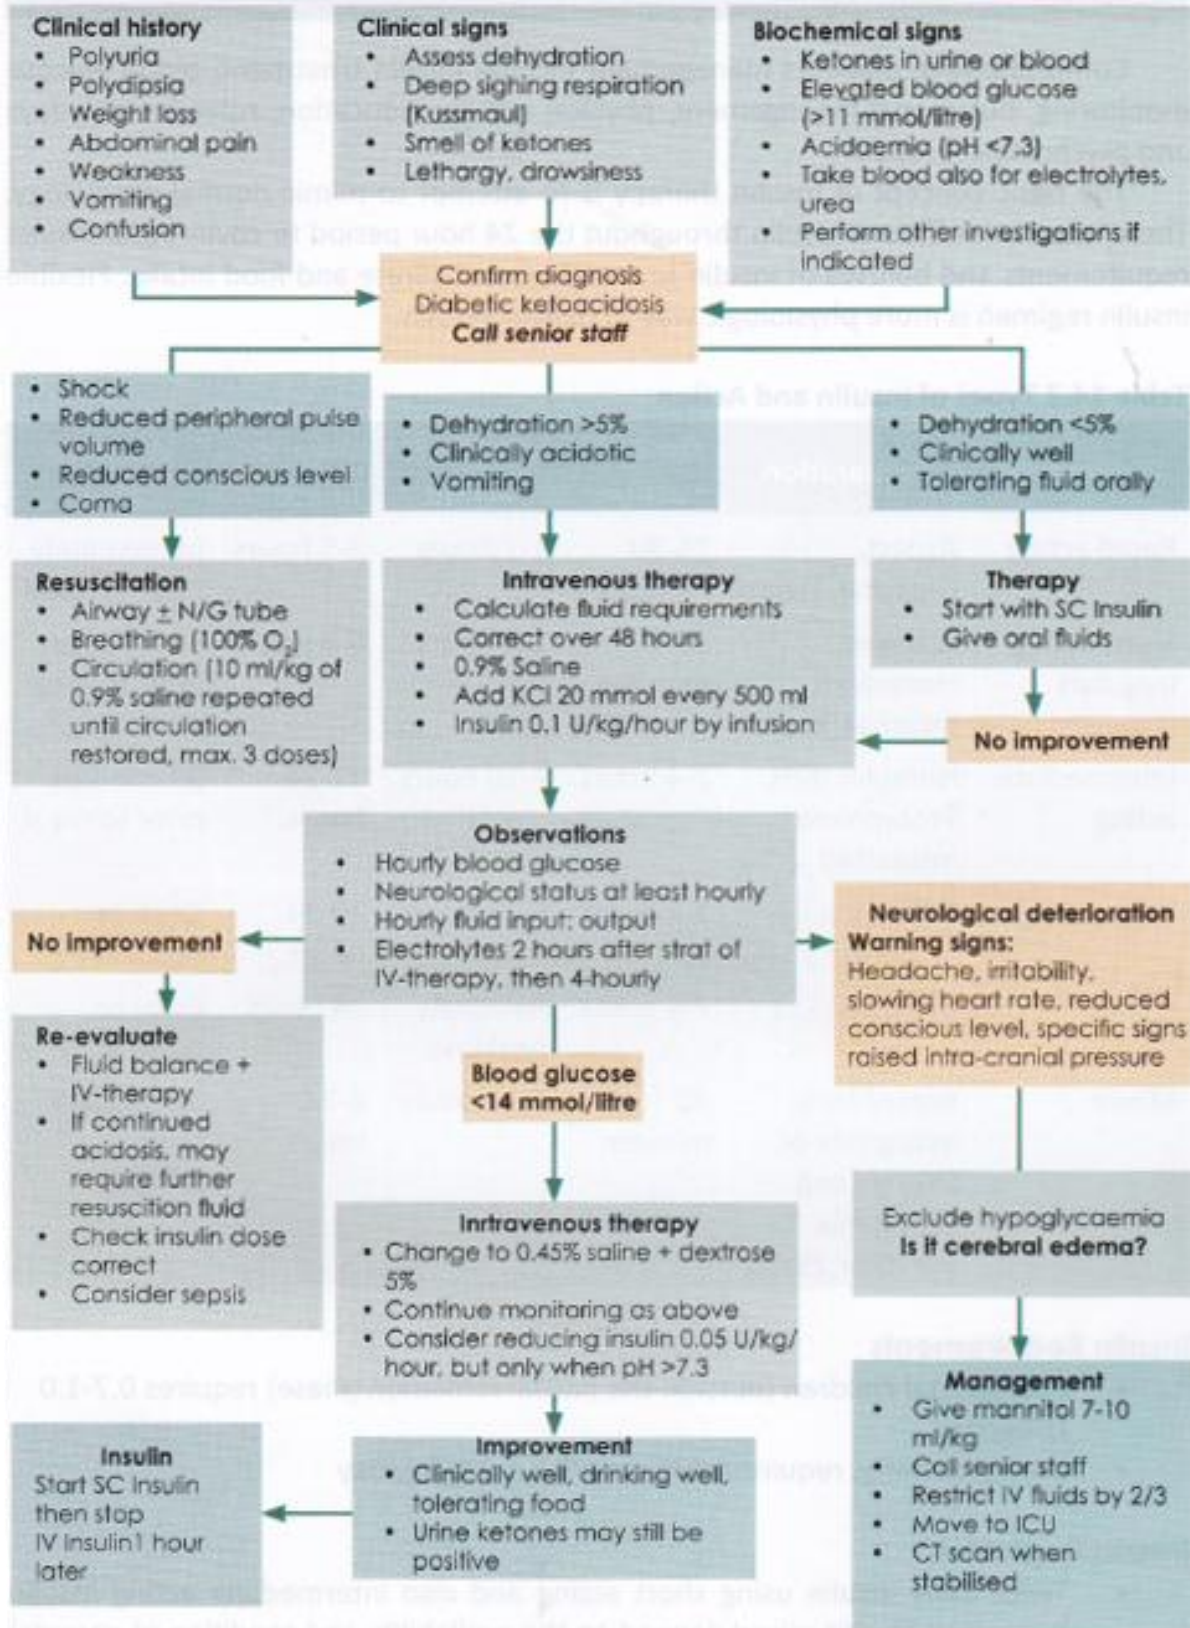 Clinical history
• Polyuria
• Polydipsia
• Weight loss
• Abdominal pain
• Weakness
• Vomiting
• Confusion
Clinical signs
• Assess dehydration
• Deep sighing respiration
(Kussmaul)
• Smell of ketones
• Lethargy, drowsiness
Biochemical signs
• Ketones in urine or blood
• Elevated blood glucose
(>11 mmol/litre)
• Acidaemia (pH <7.3)
• Take blood also for electrolytes,
urea
• Perform other investigations if
indicated
Confirm diagnosis
Diabetic ketoacidosis
Call senior staff
• Shock
• Reduced peripheral pulse
volume
• Reduced conscious level
• Coma
• Dehydration >5%
• Clinically acidotic
• Vomiting
• Dehydration <5%
• Clinically well
• Tolerating fluid orally
Resuscitation
• Airway ± N/G tube
• Breathing (100% O₂)
• Circulation (10 ml/kg of
0.9% saline repeated
until circulation
restored, max. 3 doses)
Intravenous therapy
• Calculate fluid requirements
• Correct over 48 hours
• 0.9% Saline
• Add KCl 20 mmol every 500 ml
• Insulin 0.1 U/kg/hour by infusion
Therapy
• Start with SC Insulin
• Give oral fluids
No improvement
Observations
• Hourly blood glucose
• Neurological status at least hourly
• Hourly fluid input: output
• Electrolytes 2 hours after strat of
IV-therapy, then 4-hourly
No improvement
Neurological deterioration
Warning signs:
Headache, irritability,
slowing heart rate, reduced
conscious level, specific signs
raised intra-cranial pressure
Re-evaluate
• Fluid balance +
IV-therapy
• If continued
acidosis, may
require further
resuscition fluid
• Check insulin dose
correct
• Consider sepsis
Blood glucose
<14 mmol/litre
Inrtravenous therapy
• Change to 0.45% saline + dextrose
5%
• Continue monitoring as above
• Consider reducing insulin 0.05 U/kg/
hour, but only when pH >7.3
Exclude hypoglycaemia
Is it cerebral edema?
Management
• Give mannitol 7-10
ml/kg
• Call senior staff
• Restrict IV fluids by 2/3
• Move to ICU
• CT scan when
stabilised
Improvement
• Clinically well, drinking well,
tolerating food
• Urine ketones may still be
positive
Insulin
Start SC Insulin
then stop
IV insulin1 hour
later